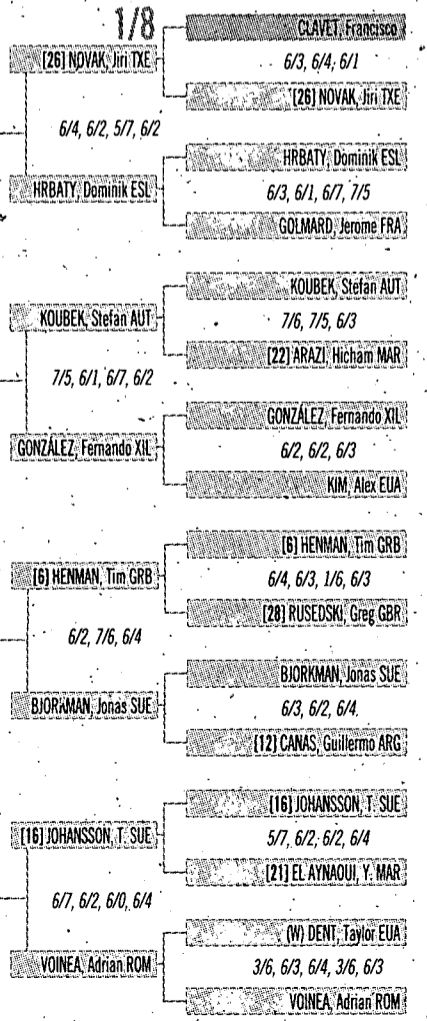 1/8
CLAVET, Francisco
[26] NOVAK, Jiri TXE
6/3, 6/4, 6/1
[26] NOVAK, Jiri TXE
6/4, 6/2, 5/7, 6/2
HRBATY, Dominik ESL
HRBATY, Dominik ESL
6/3, 6/1, 6/7, 7/5
GOLMARD, Jerome FRA
KOUBEK, Stefan AUT
KOUBEK, Stefan AUT
7/6, 7/5, 6/3
[22] ARAZI, Hicham MAR
7/5, 6/1, 6/7, 6/2
GONZÁLEZ, Fernando XIL
GONZÁLEZ, Fernando XIL
6/2, 6/2, 6/3
KIM, Alex EUA
[6] HENMAN, Tim GRB
[6] HENMAN, Tim GRB
6/4, 6/3, 1/6, 6/3
[28] RUSEDSKI, Greg GBR
6/2, 7/6, 6/4
BJORKMAN, Jonas SUE
BJORKMAN, Jonas SUE
6/3, 6/2, 6/4
[12] CANAS, Guillermo ARG
[16] JOHANSSON, T. SUE
[16] JOHANSSON, T. SUE
5/7, 6/2, 6/2, 6/4
[21] EL AYNAOUI, Y. MAR
6/7, 6/2, 6/0, 6/4
(W) DENT, Taylor EUA
VOINEA, Adrian ROM
3/6, 6/3, 6/4, 3/6, 6/3
VOINEA, Adrian ROM